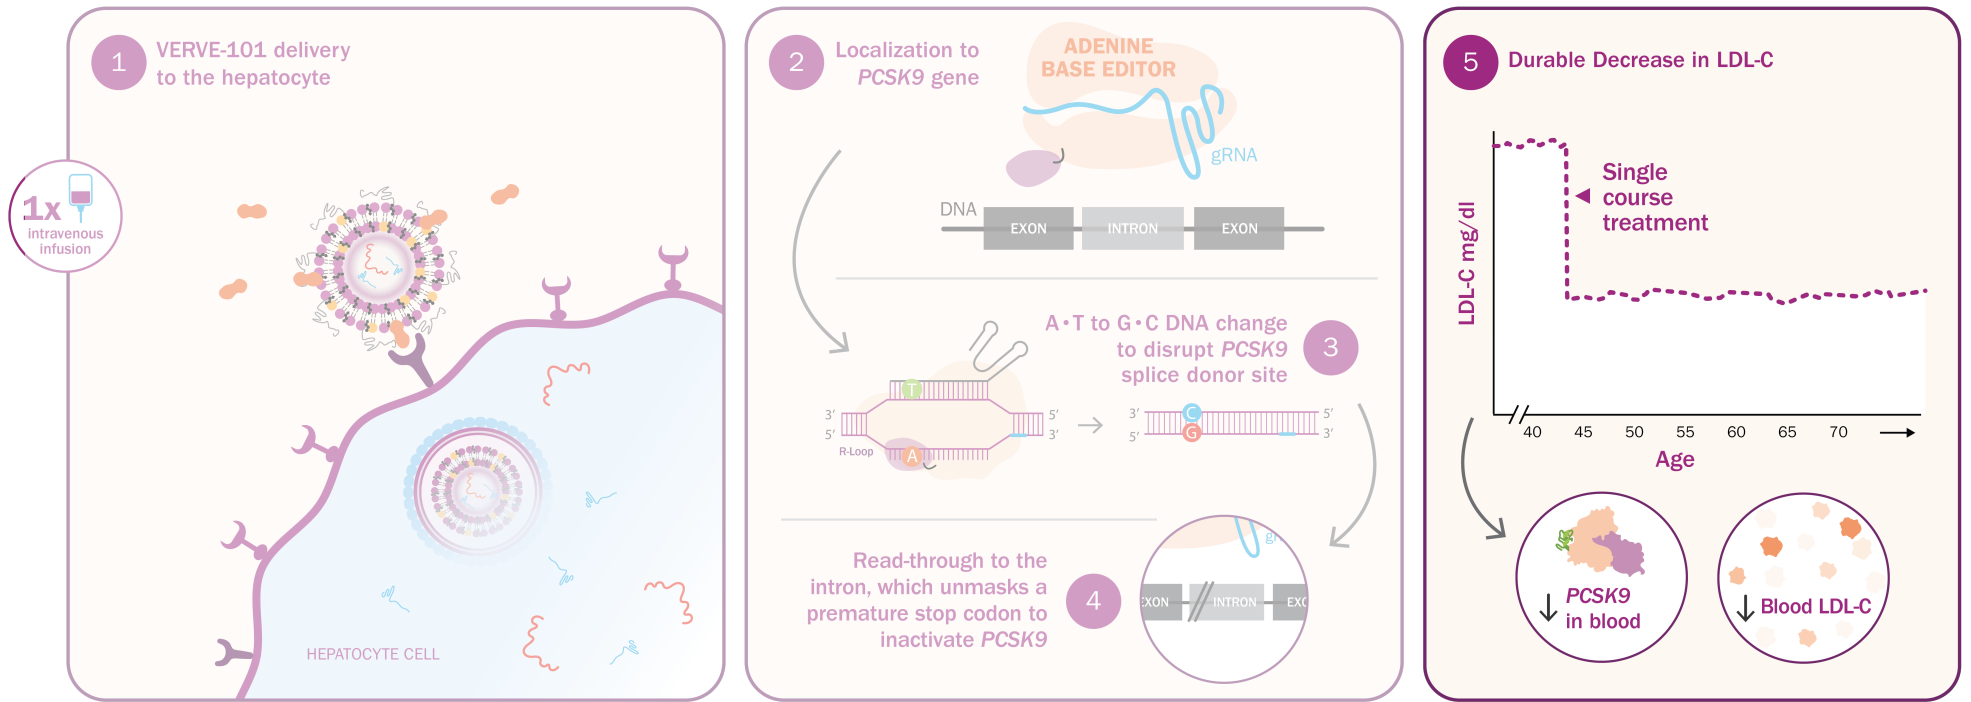 1
VERVE-101 delivery
to the hepatocyte
1x
intravenous
infusion
HEPATOCYTE CELL
2
Localization to
PCSK9 gene
ADENINE
BASE EDITOR
gRNA
DNA
EXON
INTRON
EXON
A•T to G•C DNA change
to disrupt PCSK9
splice donor site
3
T
3′
5′
5′
3′
R-Loop
A
3′
C
5′
5′
G
3′
Read-through to the
intron, which unmasks a
premature stop codon to
inactivate PCSK9
4
gR
EXON
INTRON
EXO
5
Durable Decrease in LDL-C
LDL-C mg/dl
Single
course
treatment
40 45 50 55 60 65 70
Age
PCSK9
in blood
Blood LDL-C